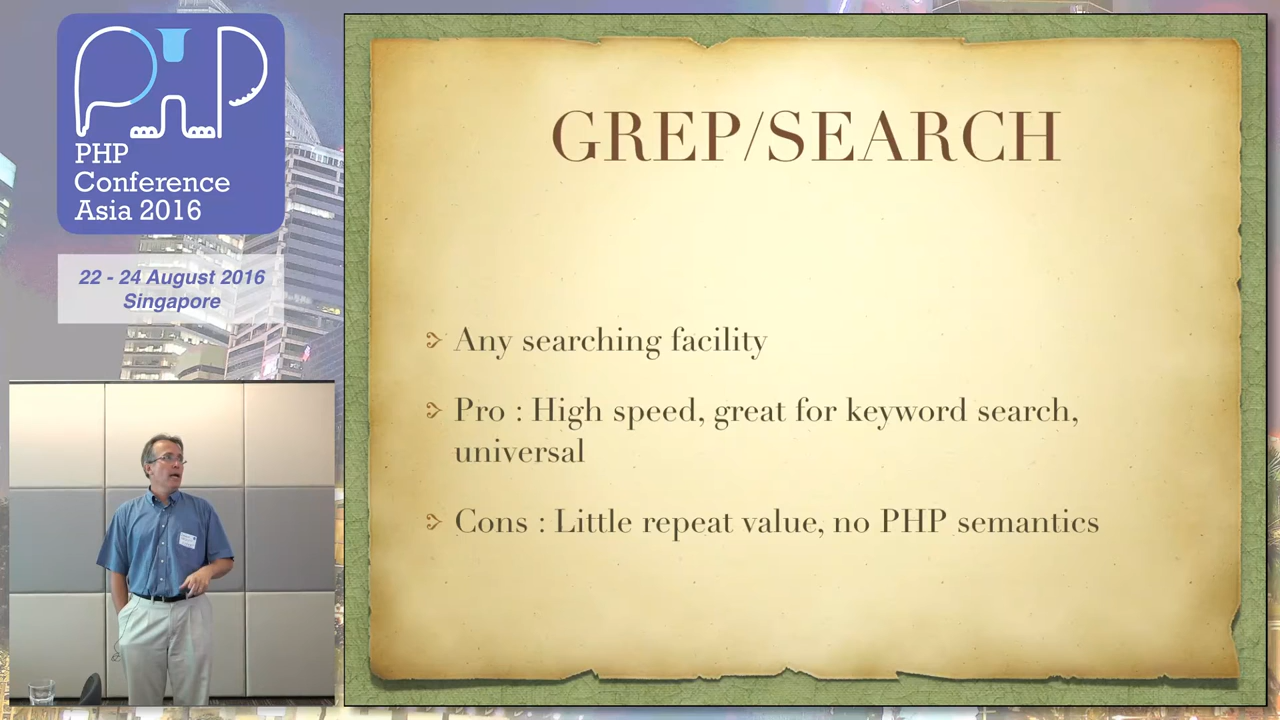 PHP
Conference
Asia 2016
22 - 24 August 2016
Singapore
GREP/SEARCH
Any searching facility
Pro : High speed, great for keyword search,
universal
Cons : Little repeat value, no PHP semantics